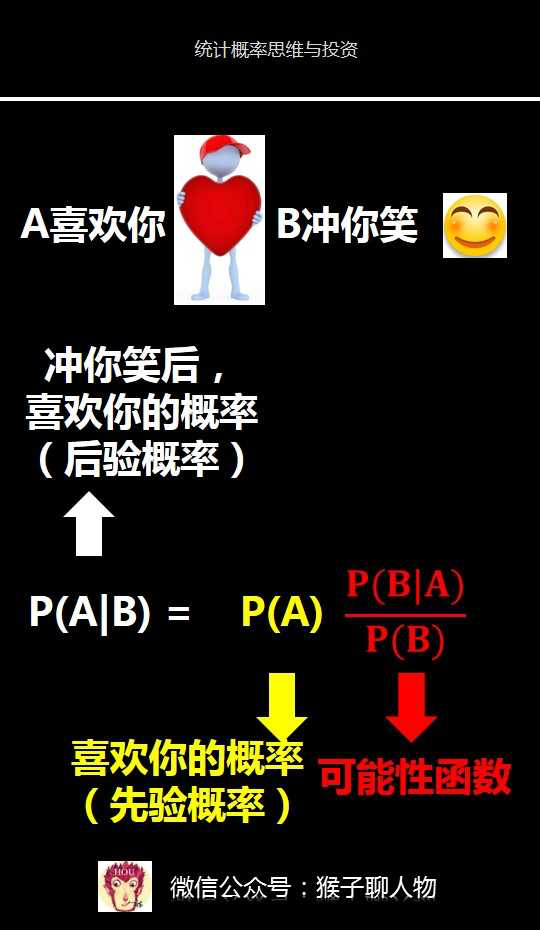 统计概率思维与投资
A喜欢你 B冲你笑
冲你笑后，
喜欢你的概率
（后验概率）
P(A|B) = P(A) P(B|A)
P(B)
喜欢你的概率
（先验概率）
可能性函数
HOU
微信公众号：猴子聊人物